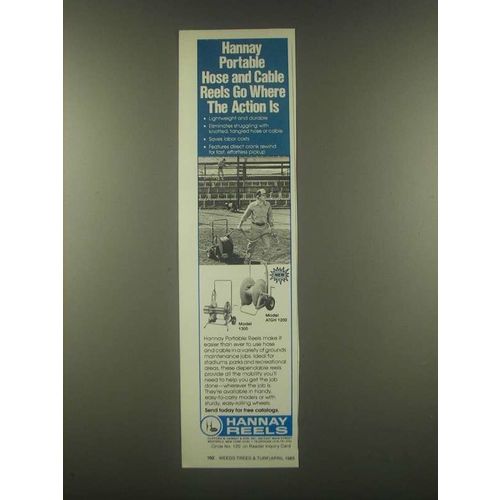 Hannay
Portable
Hose and Cable
Reels Go Where
The Action Is
• Lightweight and durable
• Eliminates struggling with
knotted, tangled hose or cable
• Saves labor costs
• Features direct crank rewind
for fast, effortless pickup
NEW
Model
ATGH 1200
Model
1300
Hannay Portable Reels make it
easier than ever to use hose
and cable in a variety of grounds
maintenance jobs. Ideal for
stadiums, parks and recreational
areas, these dependable reels
provide all the mobility you'll
need to help you get the job
done—wherever the job is.
They're available in handy,
easy-to-carry models or with
sturdy, easy-rolling wheels.
Send today for free catalogs.
HANNAY
REELS
Circle No. 120 on Reader Inquiry Card
WEEDS TREES & TURF/APRIL 1985